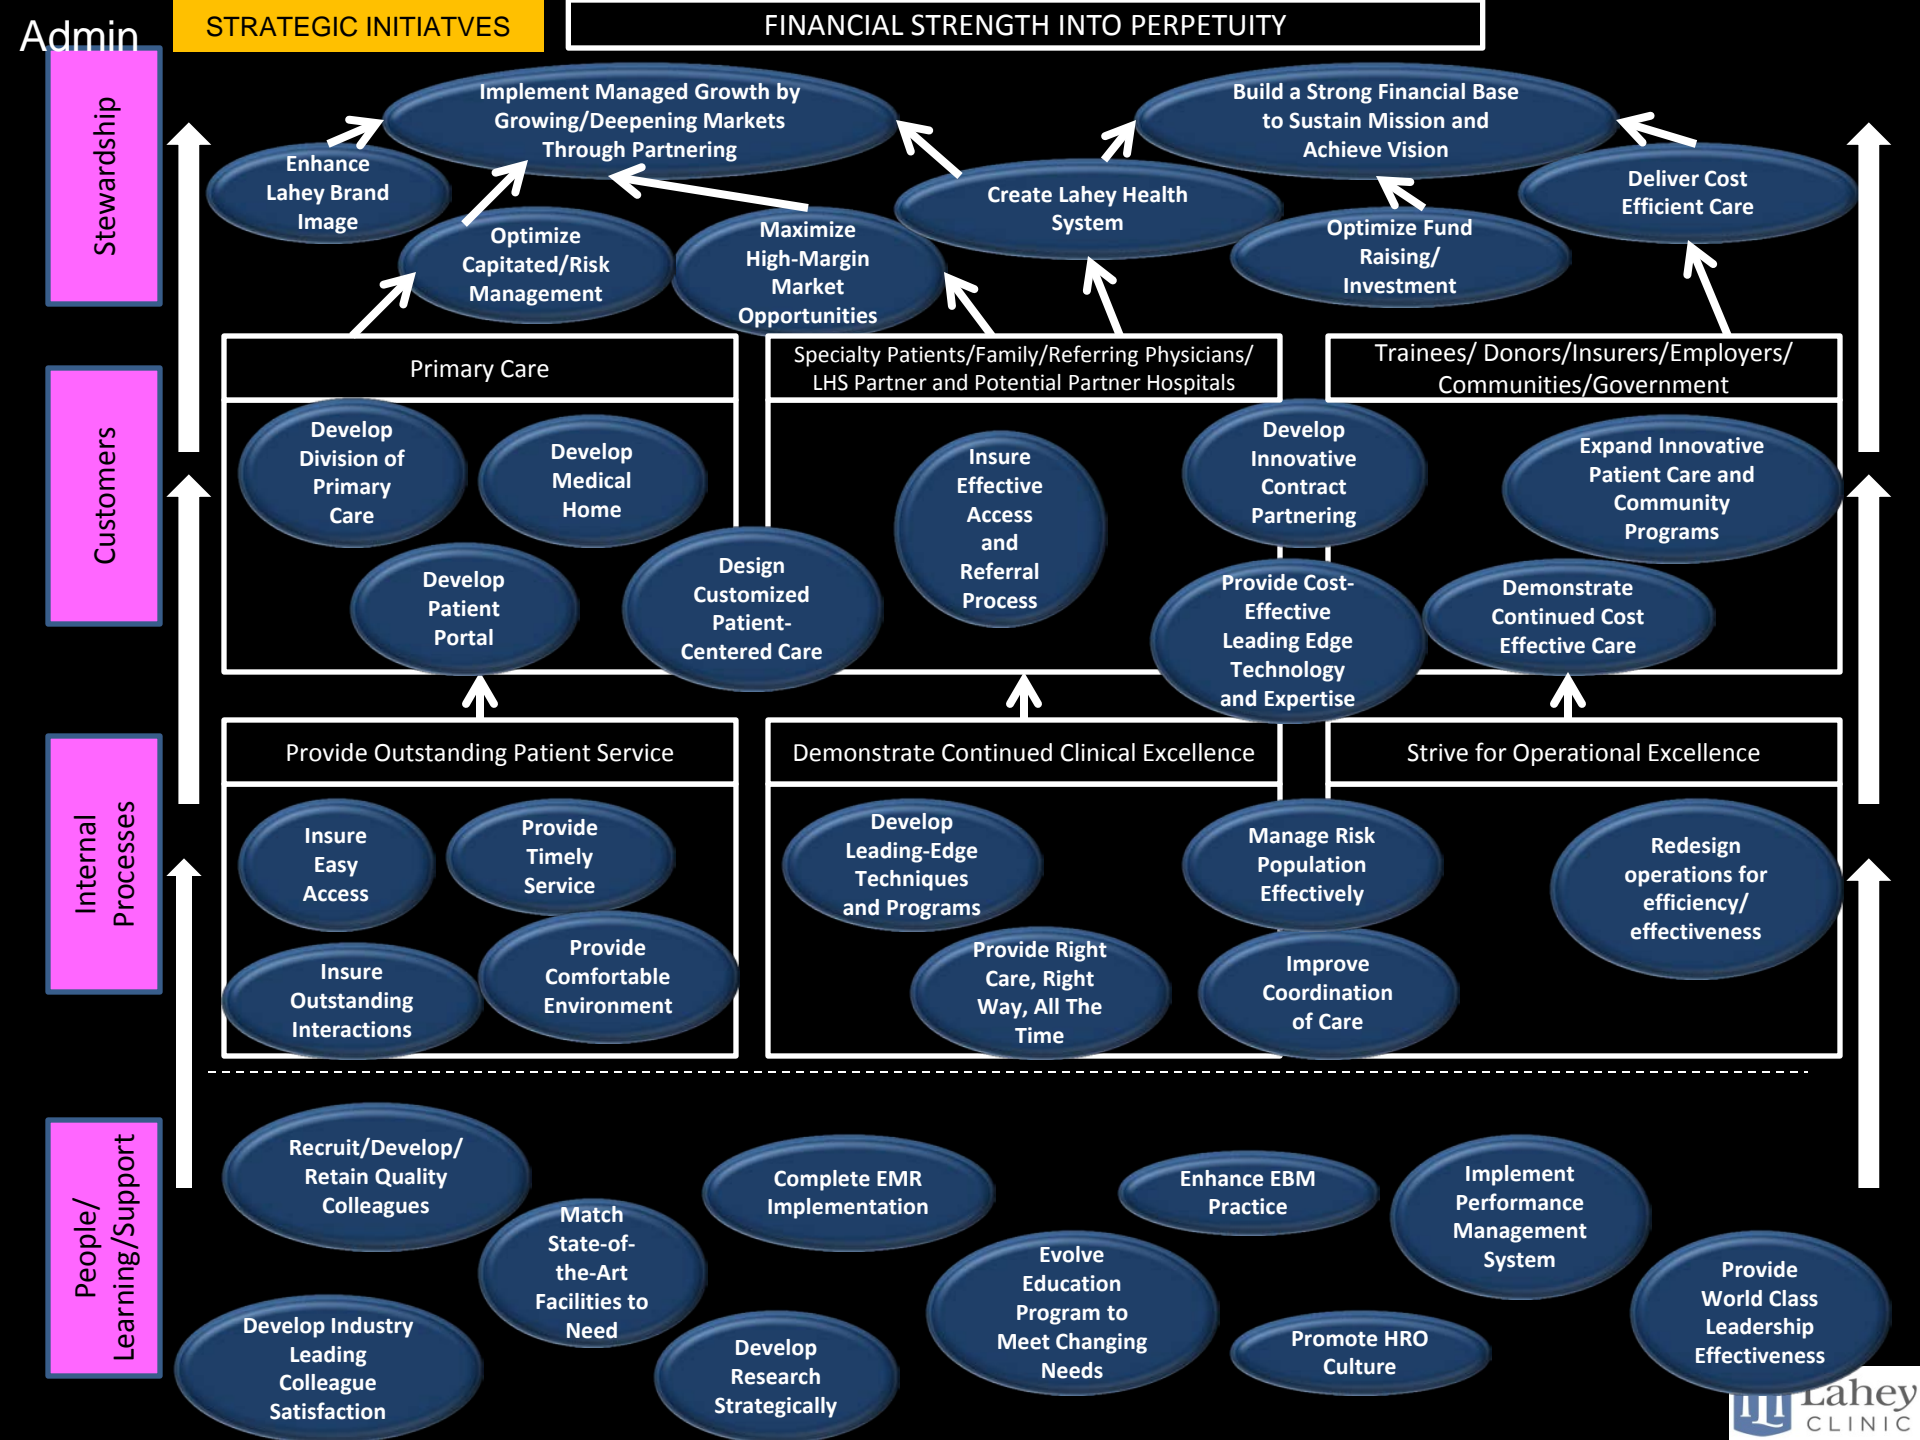 Admin
STRATEGIC INITIATVES
FINANCIAL STRENGTH INTO PERPETUITY
Stewardship
Implement Managed Growth by
Growing/Deepening Markets
Through Partnering
Build a Strong Financial Base
to Sustain Mission and
Achieve Vision
Enhance
Lahey Brand
Image
Optimize
Capitated/Risk
Management
Maximize
High-Margin
Market
Opportunities
Create Lahey Health
System
Optimize Fund
Raising/
Investment
Deliver Cost
Efficient Care
Customers
Primary Care
Specialty Patients/Family/Referring Physicians/
LHS Partner and Potential Partner Hospitals
Trainees/ Donors/Insurers/Employers/
Communities/Government
Develop
Division of
Primary
Care
Develop
Medical
Home
Develop
Patient
Portal
Design
Customized
Patient-
Centered Care
Insure
Effective
Access
and
Referral
Process
Develop
Innovative
Contract
Partnering
Provide Cost-
Effective
Leading Edge
Technology
and Expertise
Expand Innovative
Patient Care and
Community
Programs
Demonstrate
Continued Cost
Effective Care
Internal
Processes
Provide Outstanding Patient Service
Demonstrate Continued Clinical Excellence
Strive for Operational Excellence
Insure
Easy
Access
Provide
Timely
Service
Insure
Outstanding
Interactions
Provide
Comfortable
Environment
Develop
Leading-Edge
Techniques
and Programs
Provide Right
Care, Right
Way, All The
Time
Manage Risk
Population
Effectively
Improve
Coordination
of Care
Redesign
operations for
efficiency/
effectiveness
People/
Learning/Support
Recruit/Develop/
Retain Quality
Colleagues
Match
State-of-
the-Art
Facilities to
Need
Develop Industry
Leading
Colleague
Satisfaction
Complete EMR
Implementation
Develop
Research
Strategically
Evolve
Education
Program to
Meet Changing
Needs
Enhance EBM
Practice
Promote HRO
Culture
Implement
Performance
Management
System
Provide
World Class
Leadership
Effectiveness
Lahey
CLINIC